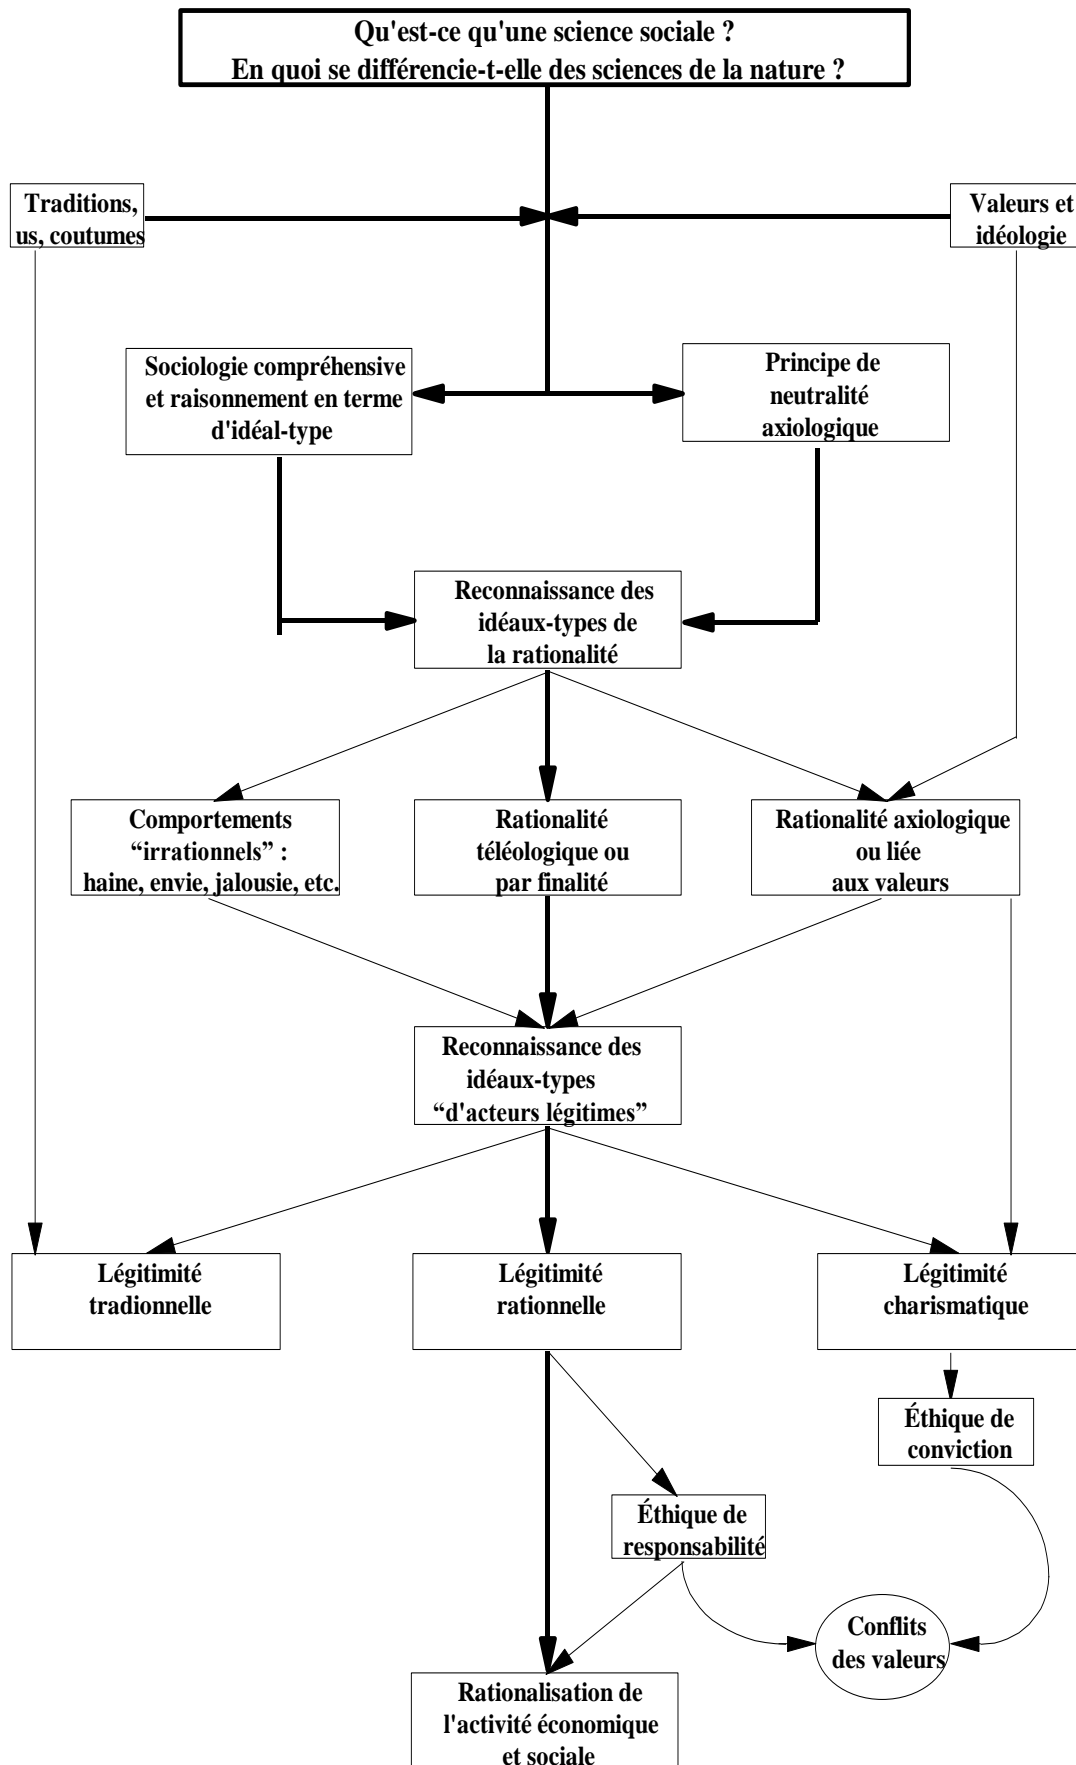 Qu'est-ce qu'une science sociale ?
En quoi se différencie-t-elle des sciences de la nature ?
Traditions,
us, coutumes
Valeurs et
idéologie
Sociologie compréhensive
et raisonnement en terme
d'idéal-type
Principe de
neutralité
axiologique
Reconnaissance des
idéaux-types de
la rationalité
Comportements
“irrationnels” :
haine, envie, jalousie, etc.
Rationalité
téléologique ou
par finalité
Rationalité axiologique
ou liée
aux valeurs
Reconnaissance des
idéaux-types
“d'acteurs légitimes”
Légitimité
tradionnelle
Légitimité
rationnelle
Légitimité
charismatique
Éthique de
conviction
Éthique de
responsabilité
Conflits
des valeurs
Rationalisation de
l'activité économique
et sociale